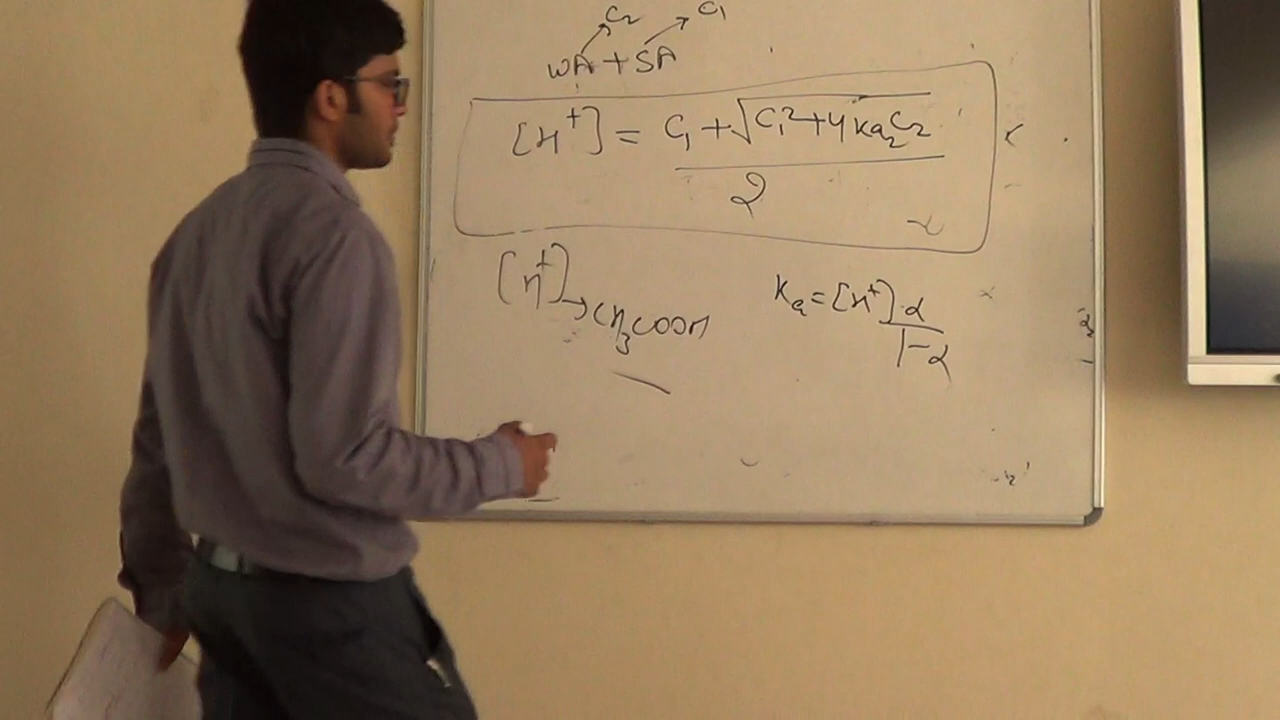 C2 C1
WA + SA
[H+] = C1 + √C1² + 4Ka2C2
2
[H+]→CH3COOH
Ka = [H+] α
1 - α